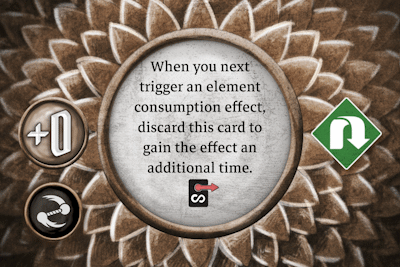 When you next
trigger an element
consumption effect,
discard this card to
gain the effect an
additional time.
+0